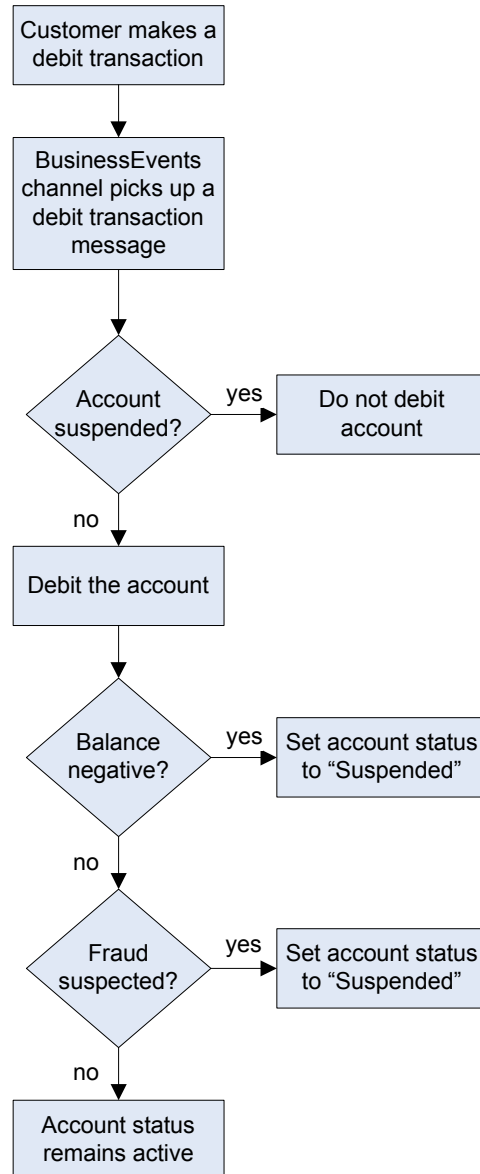 Customer makes a
debit transaction
BusinessEvents
channel picks up a
debit transaction
message
Account
suspended?
yes
Do not debit
account
no
Debit the account
Balance
negative?
yes
Set account status
to “Suspended”
no
Fraud
suspected?
yes
Set account status
to “Suspended”
no
Account status
remains active